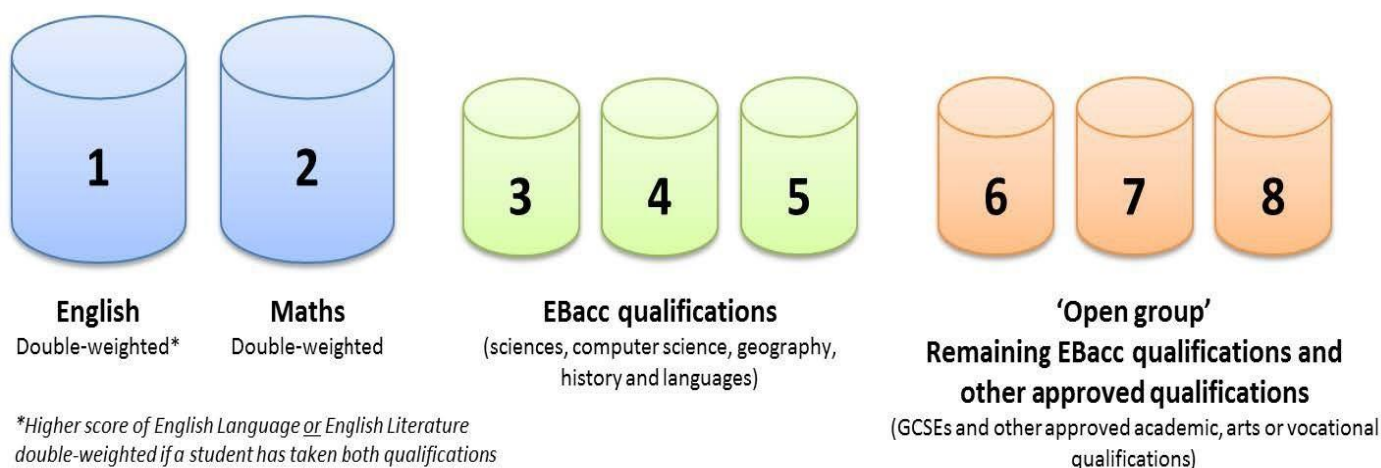 1
2
3
4
5
6
7
8
English
Double-weighted*
Maths
Double-weighted
EBacc qualifications
(sciences, computer science, geography,
history and languages)
‘Open group’
Remaining EBacc qualifications and
other approved qualifications
(GCSEs and other approved academic, arts or vocational
qualifications)
*Higher score of English Language or English Literature
double-weighted if a student has taken both qualifications